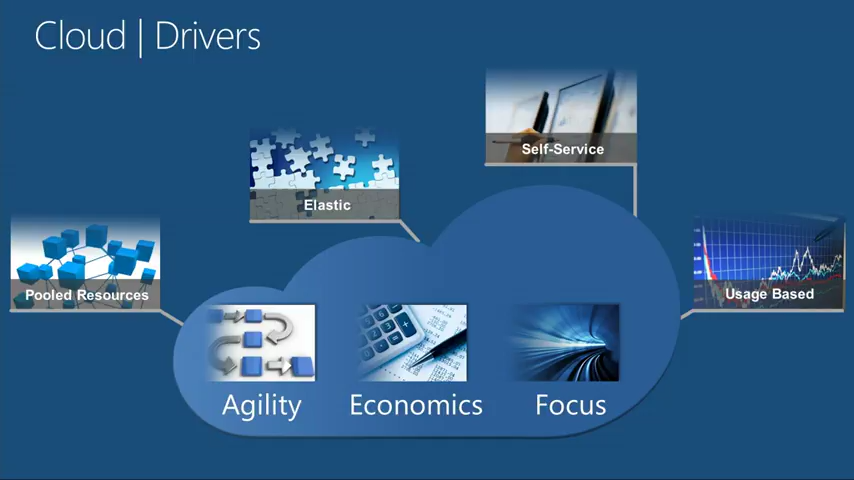 Cloud | Drivers
Self-Service
Elastic
Pooled Resources
Usage Based
Agility
Economics
Focus